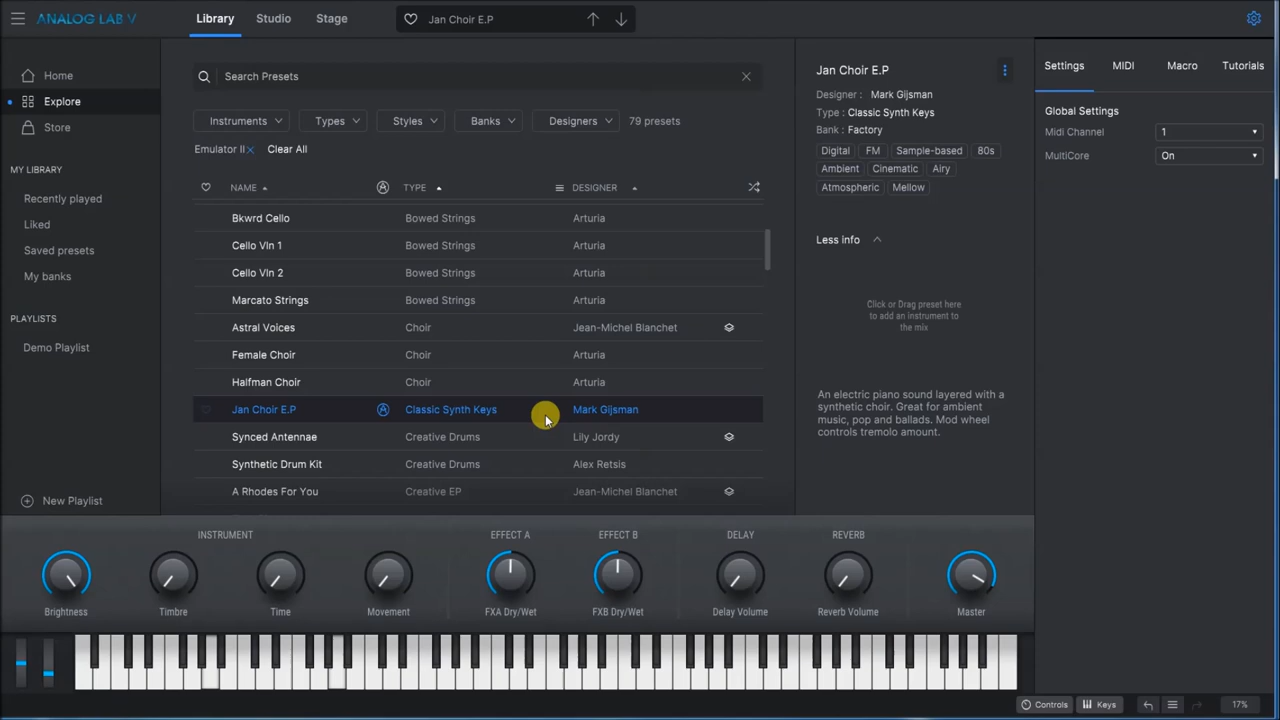 ANALOG LAB V
Library Studio Stage
Jan Choir E.P
Home
Explore
Store
MY LIBRARY
Recently played
Liked
Saved presets
My banks
PLAYLISTS
Demo Playlist
New Playlist
Search Presets
Instruments Types Styles Banks Designers 79 presets
Emulator II Clear All
NAME TYPE DESIGNER
Bkwrd Cello Bowed Strings Arturia
Cello Vln 1 Bowed Strings Arturia
Cello Vln 2 Bowed Strings Arturia
Marcato Strings Bowed Strings Arturia
Astral Voices Choir Jean-Michel Blanchet
Female Choir Choir Arturia
Halfman Choir Choir Arturia
Jan Choir E.P Classic Synth Keys Mark Gijsman
Synced Antennae Creative Drums Lily Jordy
Synthetic Drum Kit Creative Drums Alex Retsis
A Rhodes For You Creative EP Jean-Michel Blanchet
Jan Choir E.P
Designer : Mark Gijsman
Type : Classic Synth Keys
Bank : Factory
Digital FM Sample-based 80s
Ambient Cinematic Airy
Atmospheric Mellow
Less info
Click or Drag preset here
to add an instrument to
the mix
An electric piano sound layered with a
synthetic choir. Great for ambient
music, pop and ballads. Mod wheel
controls tremolo amount.
Settings MIDI Macro Tutorials
Global Settings
Midi Channel 1
MultiCore On
INSTRUMENT EFFECT A EFFECT B DELAY REVERB
Brightness Timbre Time Movement FXA Dry/Wet FXB Dry/Wet Delay Volume Reverb Volume Master
Controls Keys 17%